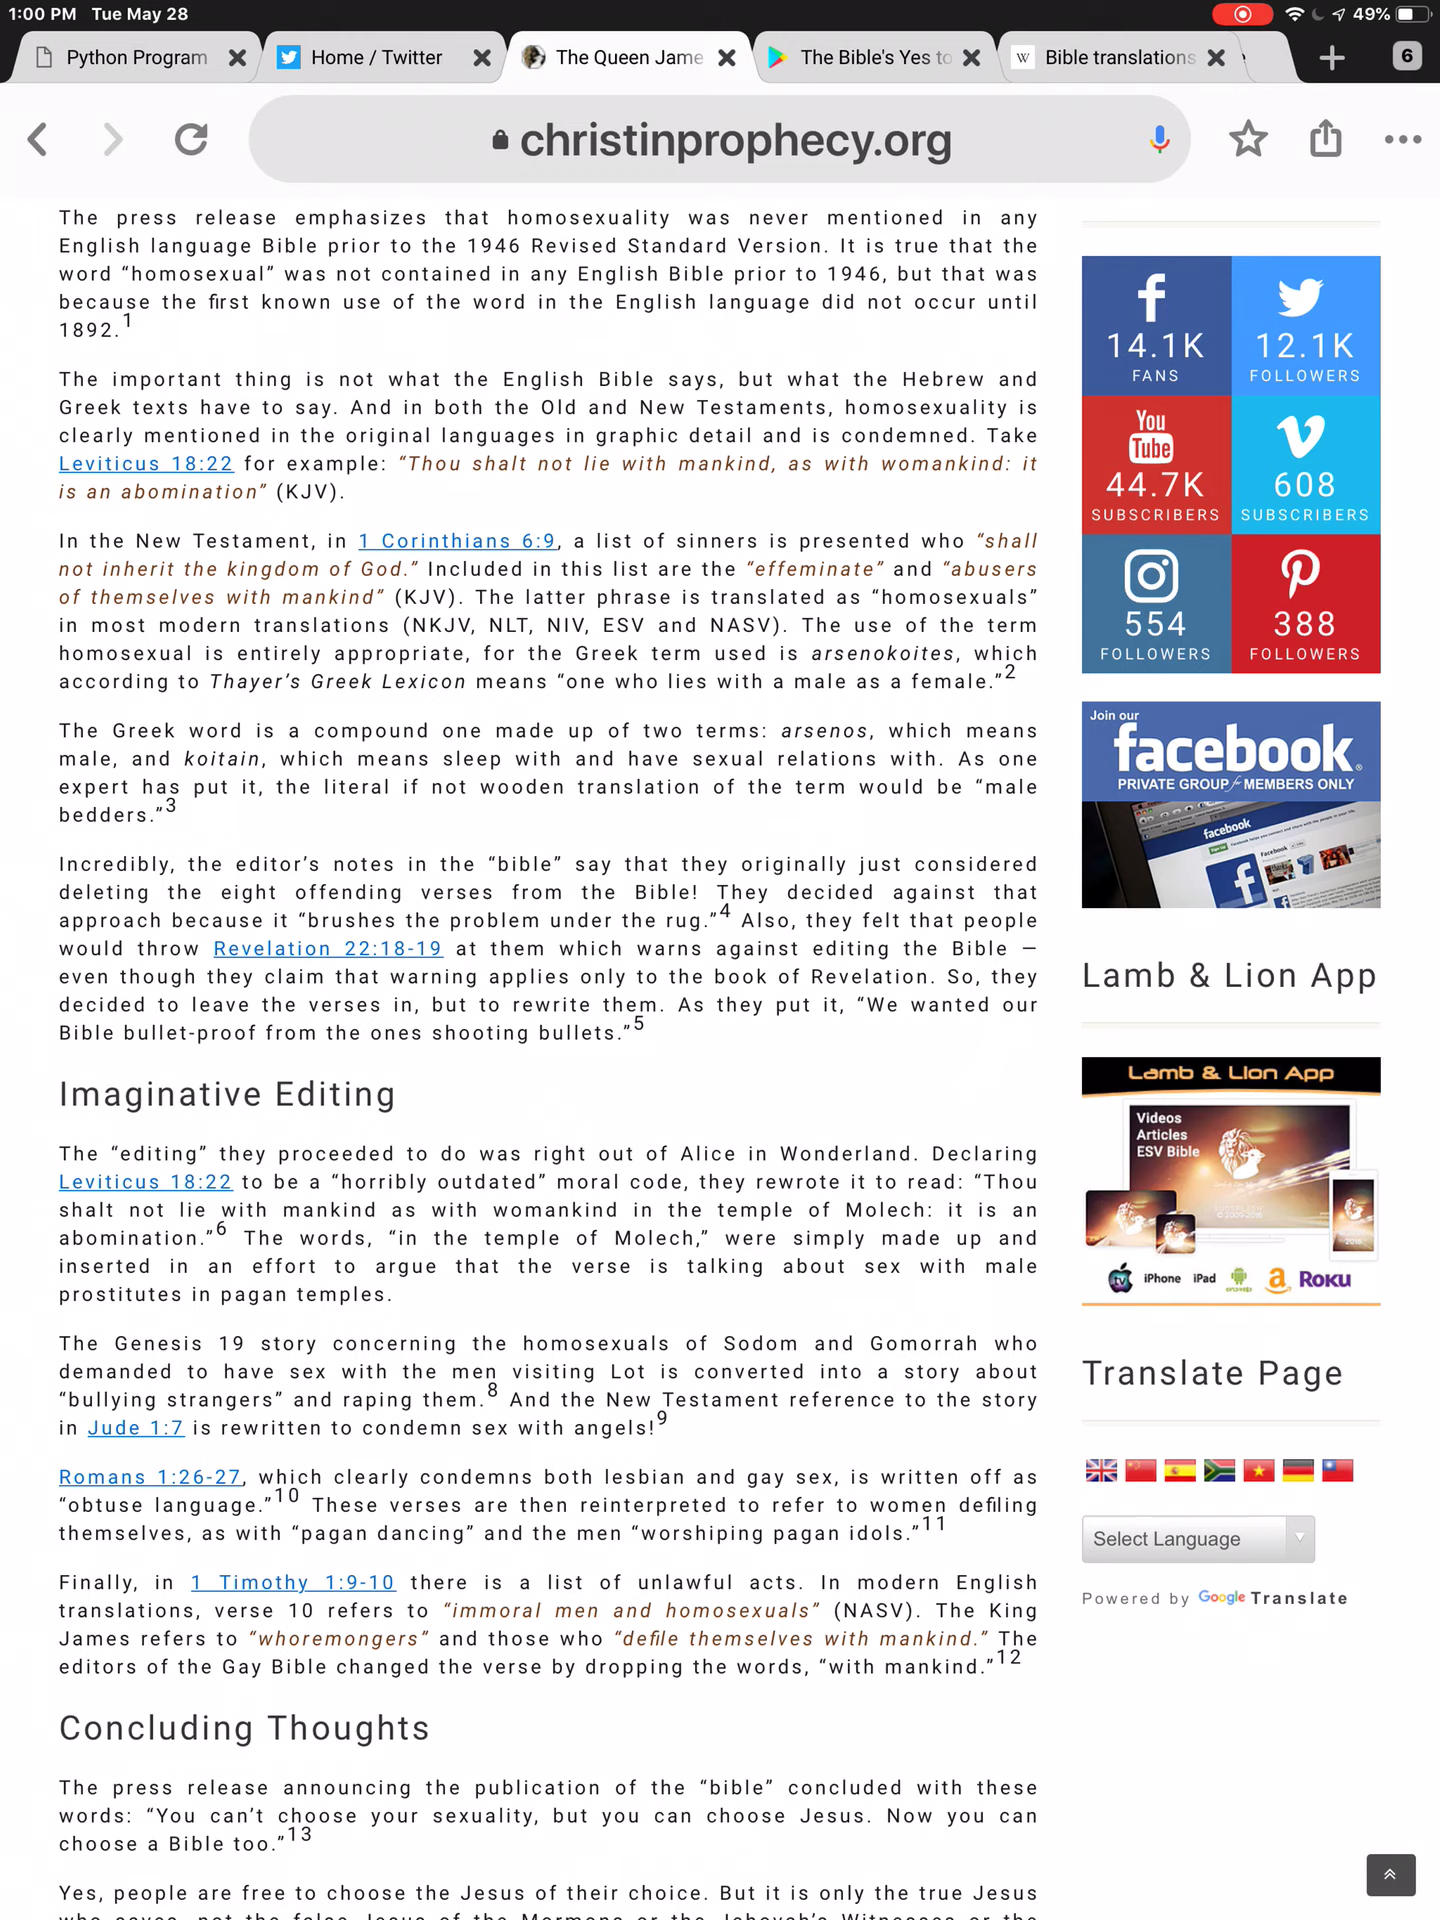 1:00 PM Tue May 28
49%
Python Program
Home / Twitter
The Queen Jame
The Bible's Yes to
Bible translations
6
christinprophecy.org
The press release emphasizes that homosexuality was never mentioned in any
English language Bible prior to the 1946 Revised Standard Version. It is true that the
word “homosexual” was not contained in any English Bible prior to 1946, but that was
because the first known use of the word in the English language did not occur until
1892.1
The important thing is not what the English Bible says, but what the Hebrew and
Greek texts have to say. And in both the Old and New Testaments, homosexuality is
clearly mentioned in the original languages in graphic detail and is condemned. Take
Leviticus 18:22 for example: “Thou shalt not lie with mankind, as with womankind: it
is an abomination” (KJV).
In the New Testament, in 1 Corinthians 6:9, a list of sinners is presented who “shall
not inherit the kingdom of God.” Included in this list are the “effeminate” and “abusers
of themselves with mankind” (KJV). The latter phrase is translated as “homosexuals”
in most modern translations (NKJV, NLT, NIV, ESV and NASV). The use of the term
homosexual is entirely appropriate, for the Greek term used is arsenokoites, which
according to Thayer’s Greek Lexicon means “one who lies with a male as a female.”2
The Greek word is a compound one made up of two terms: arsenos, which means
male, and koitain, which means sleep with and have sexual relations with. As one
expert has put it, the literal if not wooden translation of the term would be “male
bedders.”3
Incredibly, the editor’s notes in the “bible” say that they originally just considered
deleting the eight offending verses from the Bible! They decided against that
approach because it “brushes the problem under the rug.”4 Also, they felt that people
would throw Revelation 22:18-19 at them which warns against editing the Bible —
even though they claim that warning applies only to the book of Revelation. So, they
decided to leave the verses in, but to rewrite them. As they put it, “We wanted our
Bible bullet-proof from the ones shooting bullets.”5
Imaginative Editing
The “editing” they proceeded to do was right out of Alice in Wonderland. Declaring
Leviticus 18:22 to be a “horribly outdated” moral code, they rewrote it to read: “Thou
shalt not lie with mankind as with womankind in the temple of Molech: it is an
abomination.”6 The words, “in the temple of Molech,” were simply made up and
inserted in an effort to argue that the verse is talking about sex with male
prostitutes in pagan temples.
The Genesis 19 story concerning the homosexuals of Sodom and Gomorrah who
demanded to have sex with the men visiting Lot is converted into a story about
“bullying strangers” and raping them.8 And the New Testament reference to the story
in Jude 1:7 is rewritten to condemn sex with angels!9
Romans 1:26-27, which clearly condemns both lesbian and gay sex, is written off as
“obtuse language.”10 These verses are then reinterpreted to refer to women defiling
themselves, as with “pagan dancing” and the men “worshiping pagan idols.”11
Finally, in 1 Timothy 1:9-10 there is a list of unlawful acts. In modern English
translations, verse 10 refers to “immoral men and homosexuals” (NASV). The King
James refers to “whoremongers” and those who “defile themselves with mankind.” The
editors of the Gay Bible changed the verse by dropping the words, “with mankind.”12
Concluding Thoughts
The press release announcing the publication of the “bible” concluded with these
words: “You can’t choose your sexuality, but you can choose Jesus. Now you can
choose a Bible too.”13
Yes, people are free to choose the Jesus of their choice. But it is only the true Jesus
who saves, not the false Jesus of the Mormons or the Jehovah’s Witnesses or the
14.1K
FANS
12.1K
FOLLOWERS
You
Tube
44.7K
SUBSCRIBERS
608
SUBSCRIBERS
554
FOLLOWERS
388
FOLLOWERS
Join our
facebook
PRIVATE GROUP for MEMBERS ONLY
facebook
Facebook
Lamb & Lion App
Lamb & Lion App
Videos
Articles
ESV Bible
tv iPhone iPad a ROKU
Translate Page
Select Language
Powered by Google Translate